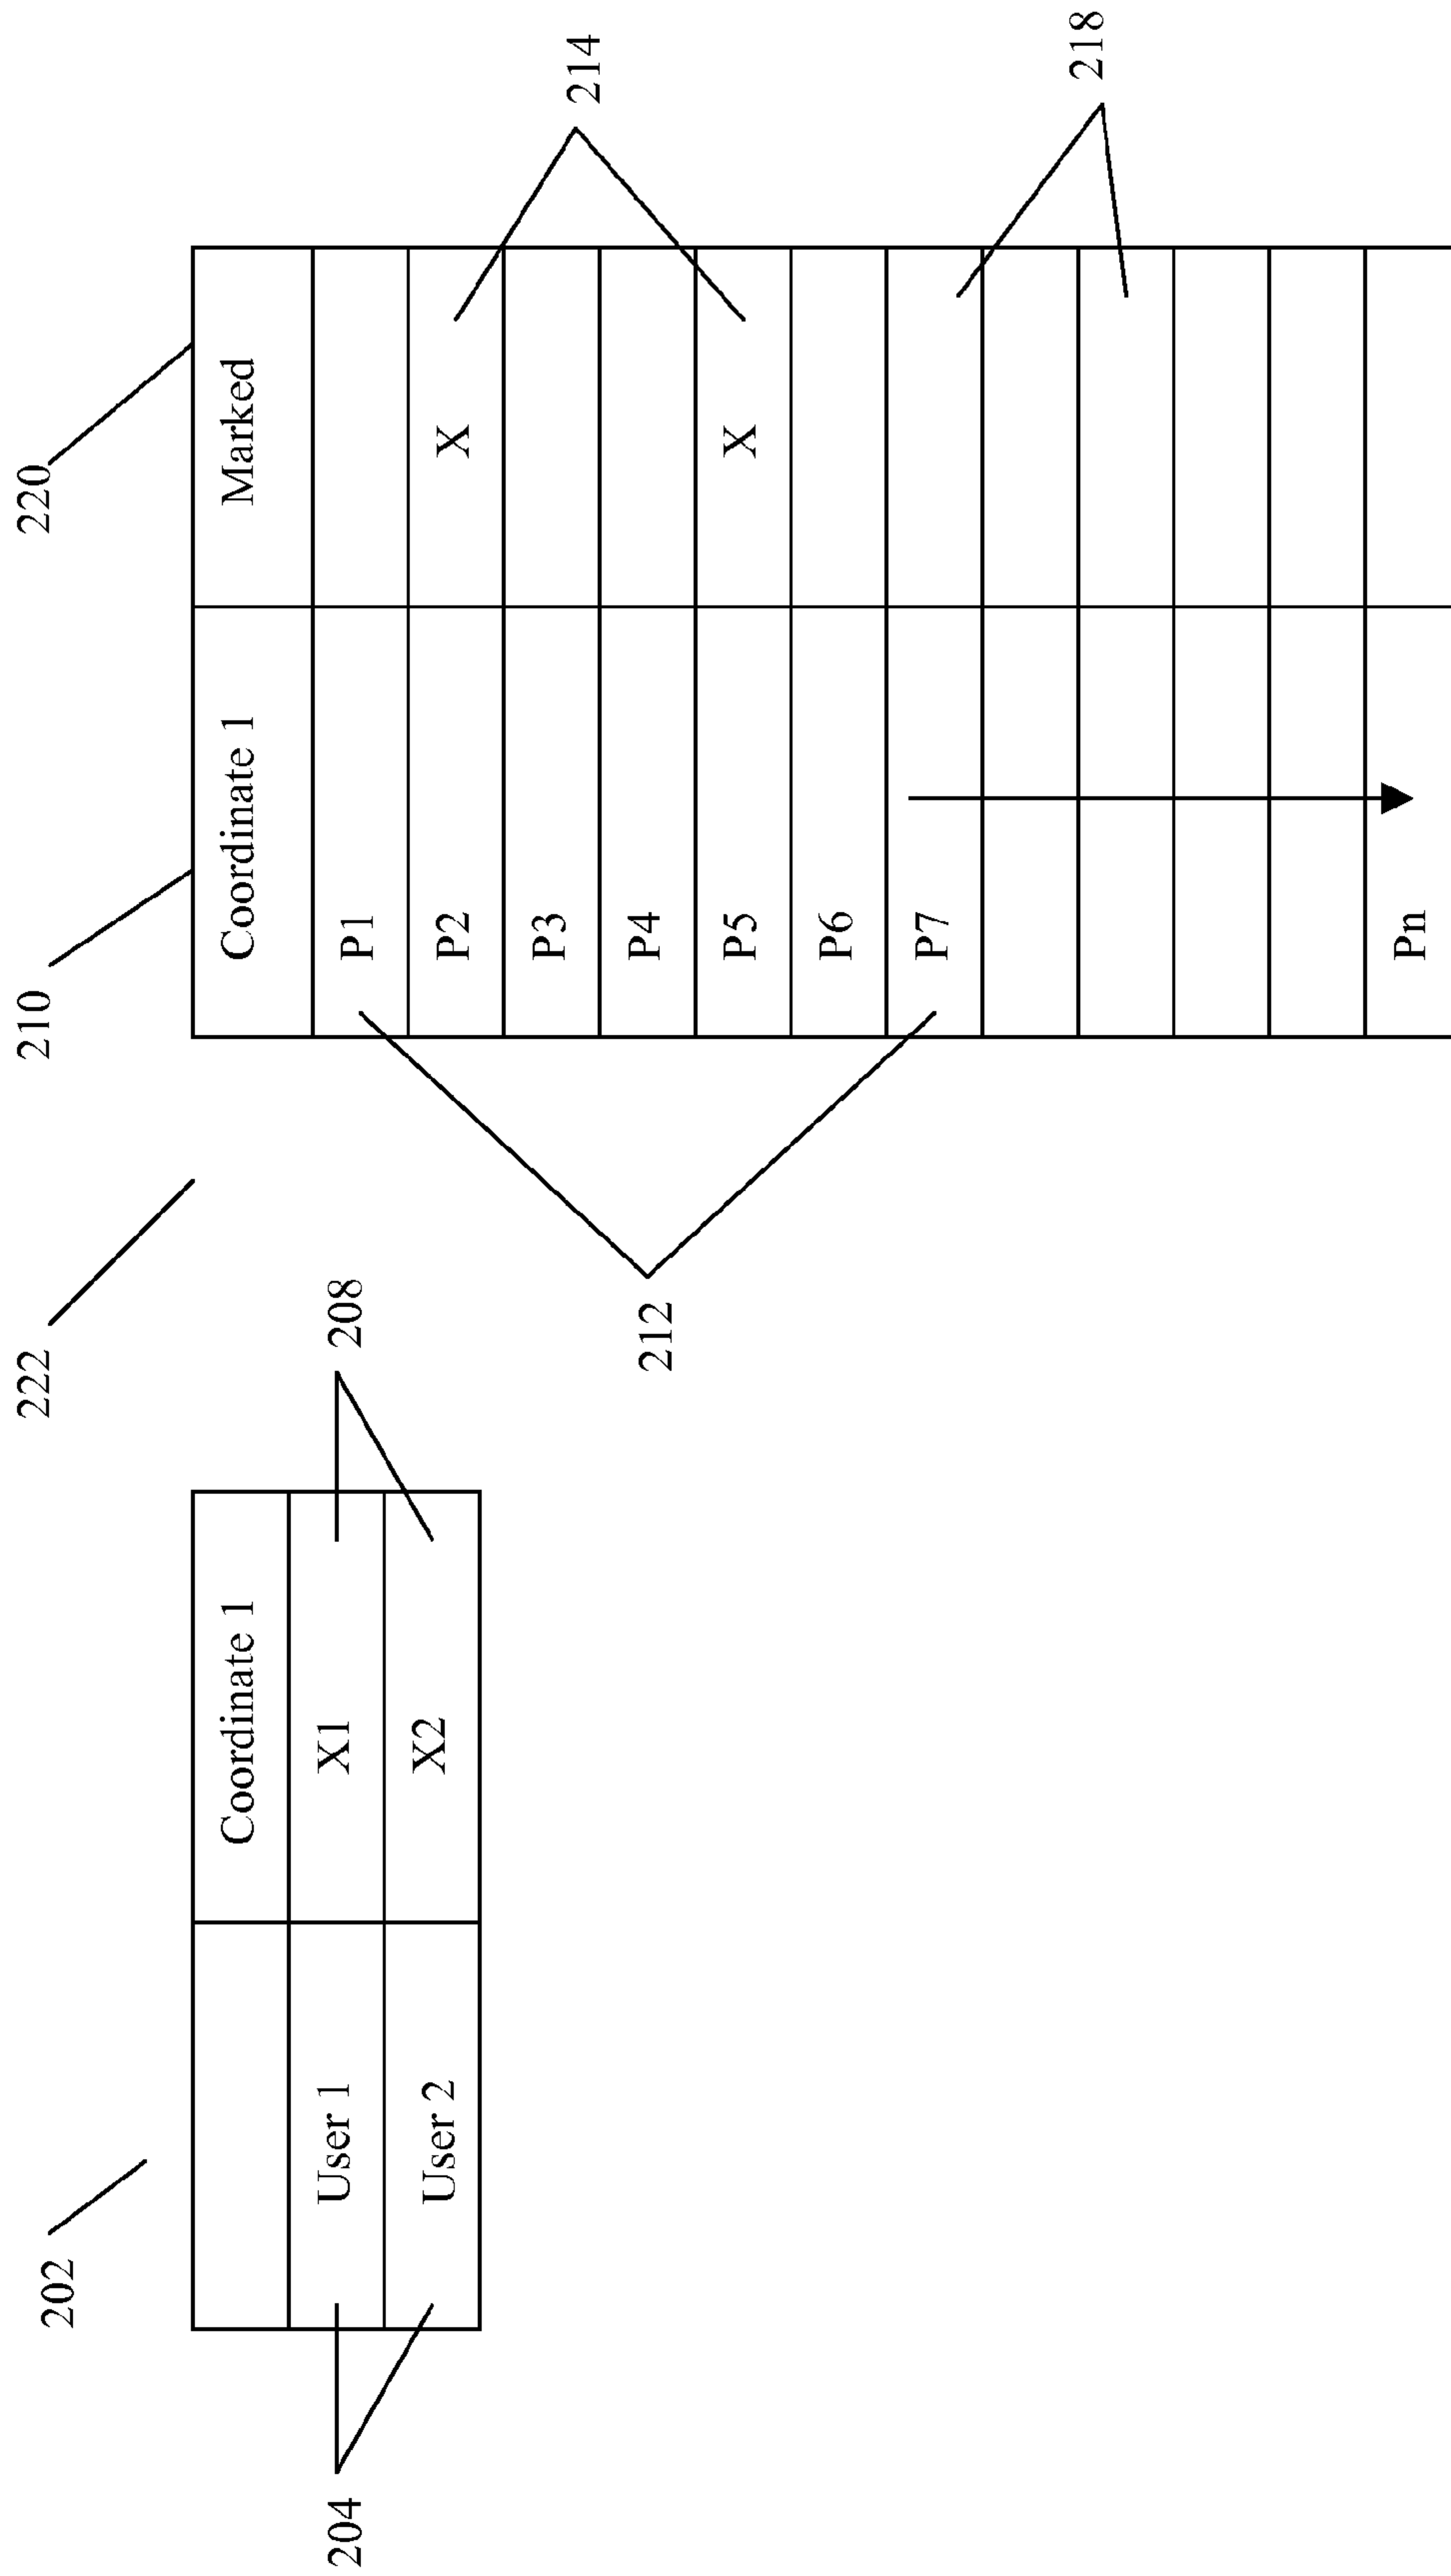 202
222
210
220
Coordinate 1
User 1 X1
User 2 X2
204
208
Coordinate 1 Marked
P1
P2 X
P3
P4
P5 X
P6
P7
Pn
212
214
218